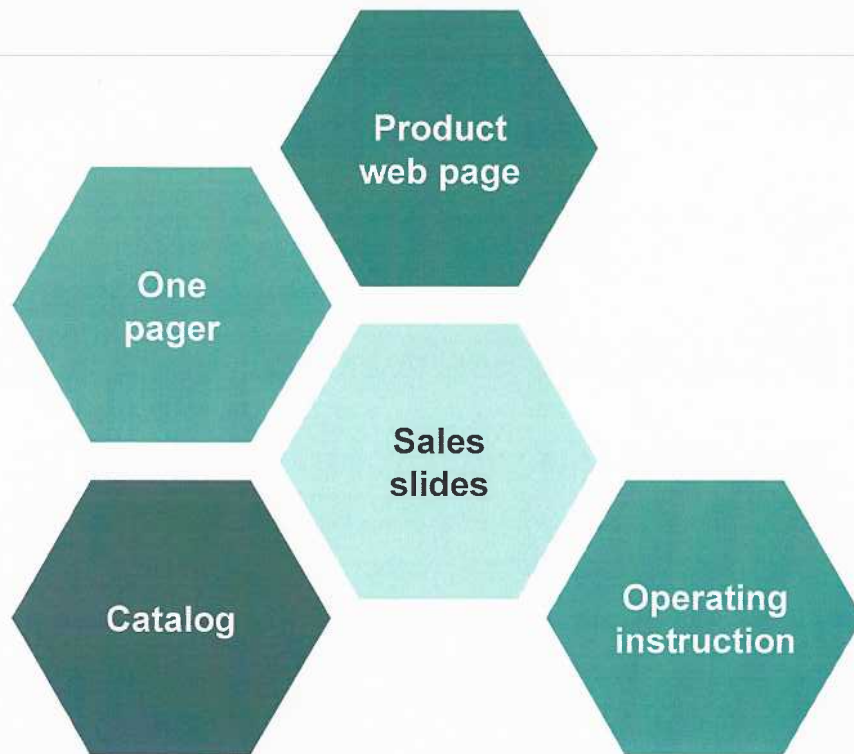 Product
web page
One
pager
Sales
slides
Catalog
Operating
instruction